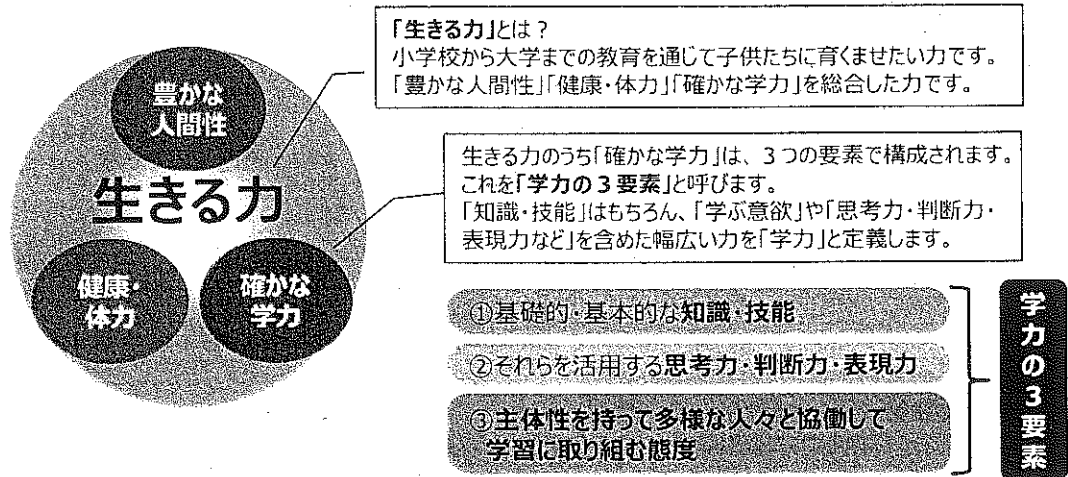 「生きる力」とは?
小学校から大学までの教育を通じて子供たちに育くませたい力です。
「豊かな人間性」「健康・体力」「確かな学力」を総合した力です。
豊かな
人間性
生きる力
健康・
体力
確かな
学力
生きる力のうち「確かな学力」は、3つの要素で構成されます。
これを「学力の3要素」と呼びます。
「知識・技能」はもちろん、「学ぶ意欲」や「思考力・判断力・
表現力など」を含めた幅広い力を「学力」と定義します。
①基礎的・基本的な知識・技能
②それらを活用する思考力・判断力・表現力
③主体性を持って多様な人々と協働して
学習に取り組む態度
学力の3要素